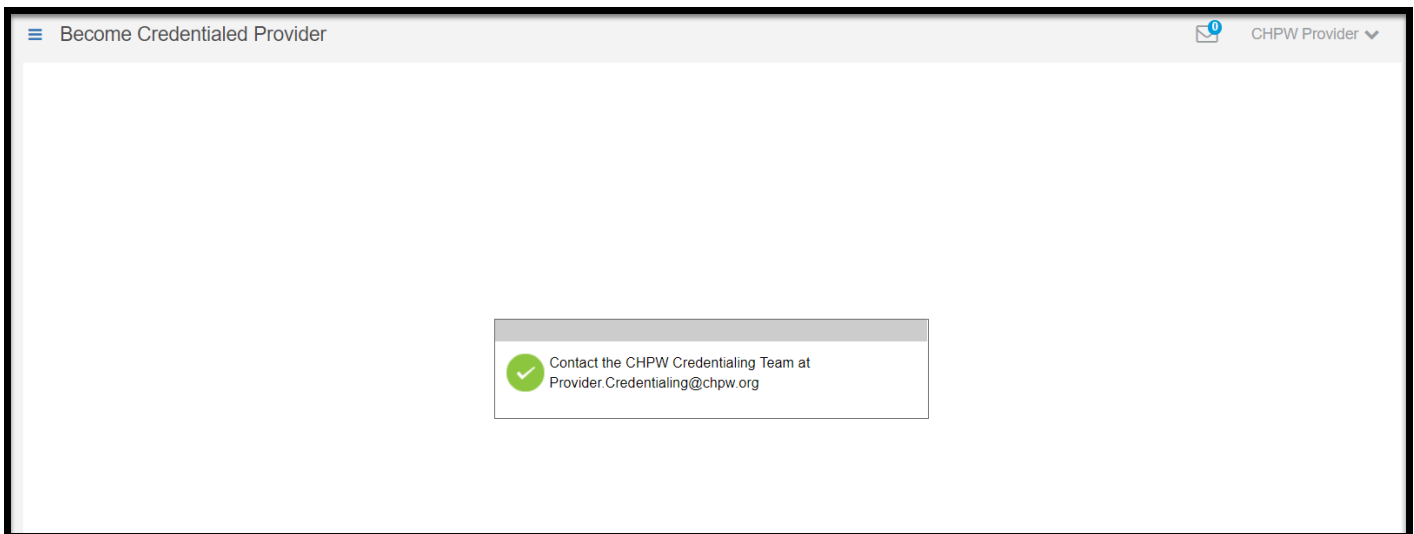 Become Credentialed Provider
0
CHPW Provider
Contact the CHPW Credentialing Team at
Provider.Credentialing@chpw.org